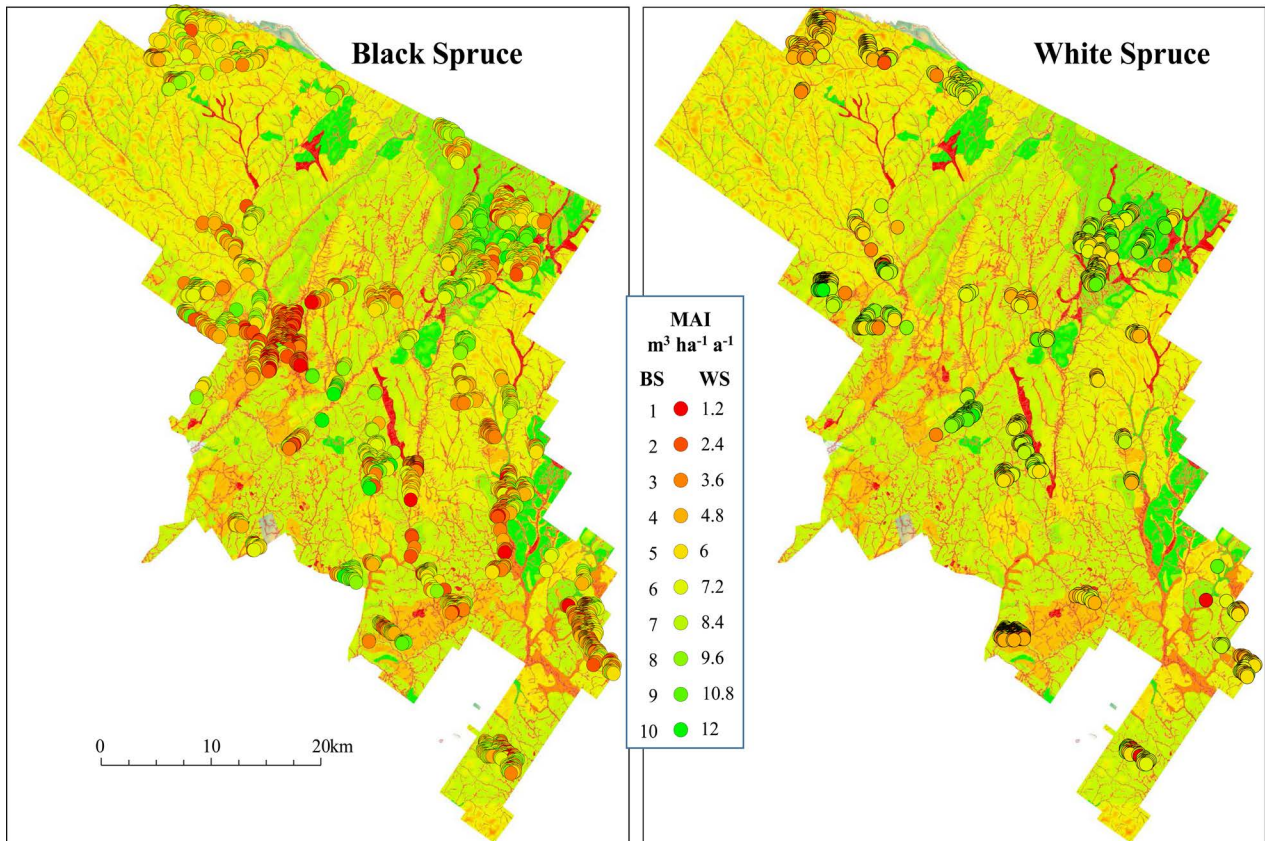 Black Spruce
White Spruce
MAI
m³ ha⁻¹ a⁻¹
BS WS
1 1.2
2 2.4
3 3.6
4 4.8
5 6
6 7.2
7 8.4
8 9.6
9 10.8
10 12
0 10 20km